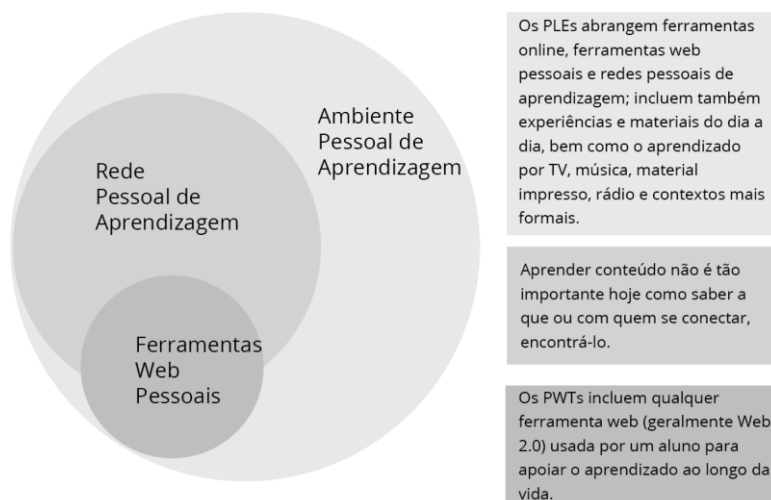 Ambiente
Pessoal de
Aprendizagem
Rede
Pessoal de
Aprendizagem
Ferramentas
Web
Pessoais
Os PLEs abrangem ferramentas
online, ferramentas web
pessoais e redes pessoais de
aprendizagem; incluem também
experiências e materiais do dia a
dia, bem como o aprendizado
por TV, música, material
impresso, rádio e contextos mais
formais.
Aprender conteúdo não é tão
importante hoje como saber a
que ou com quem se conectar,
encontrá-lo.
Os PWTs incluem qualquer
ferramenta web (geralmente Web
2.0) usada por um aluno para
apoiar o aprendizado ao longo da
vida.